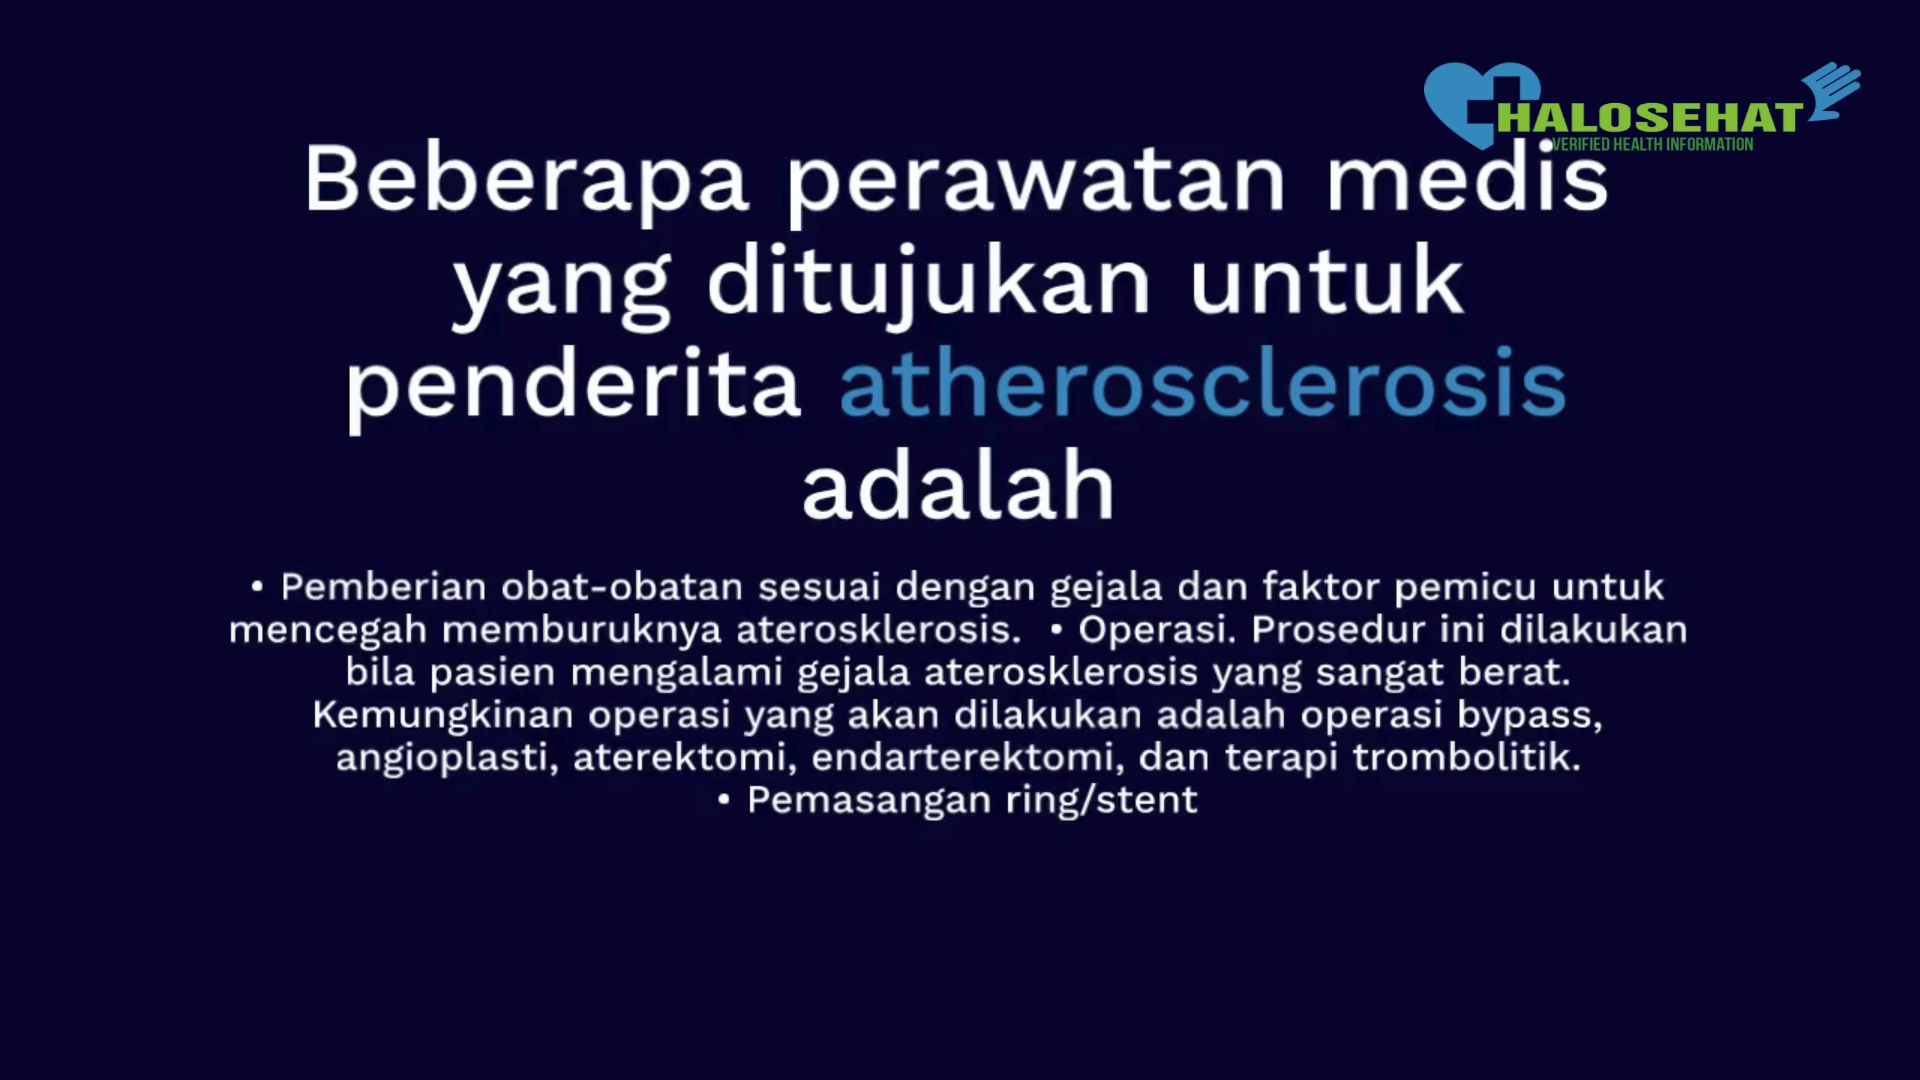 HALOSEHAT
VERIFIED HEALTH INFORMATION
Beberapa perawatan medis
yang ditujukan untuk
penderita atherosclerosis
adalah
• Pemberian obat-obatan sesuai dengan gejala dan faktor pemicu untuk
mencegah memburuknya aterosklerosis. • Operasi. Prosedur ini dilakukan
bila pasien mengalami gejala aterosklerosis yang sangat berat.
Kemungkinan operasi yang akan dilakukan adalah operasi bypass,
angioplasti, aterektomi, endarterektomi, dan terapi trombolitik.
• Pemasangan ring/stent